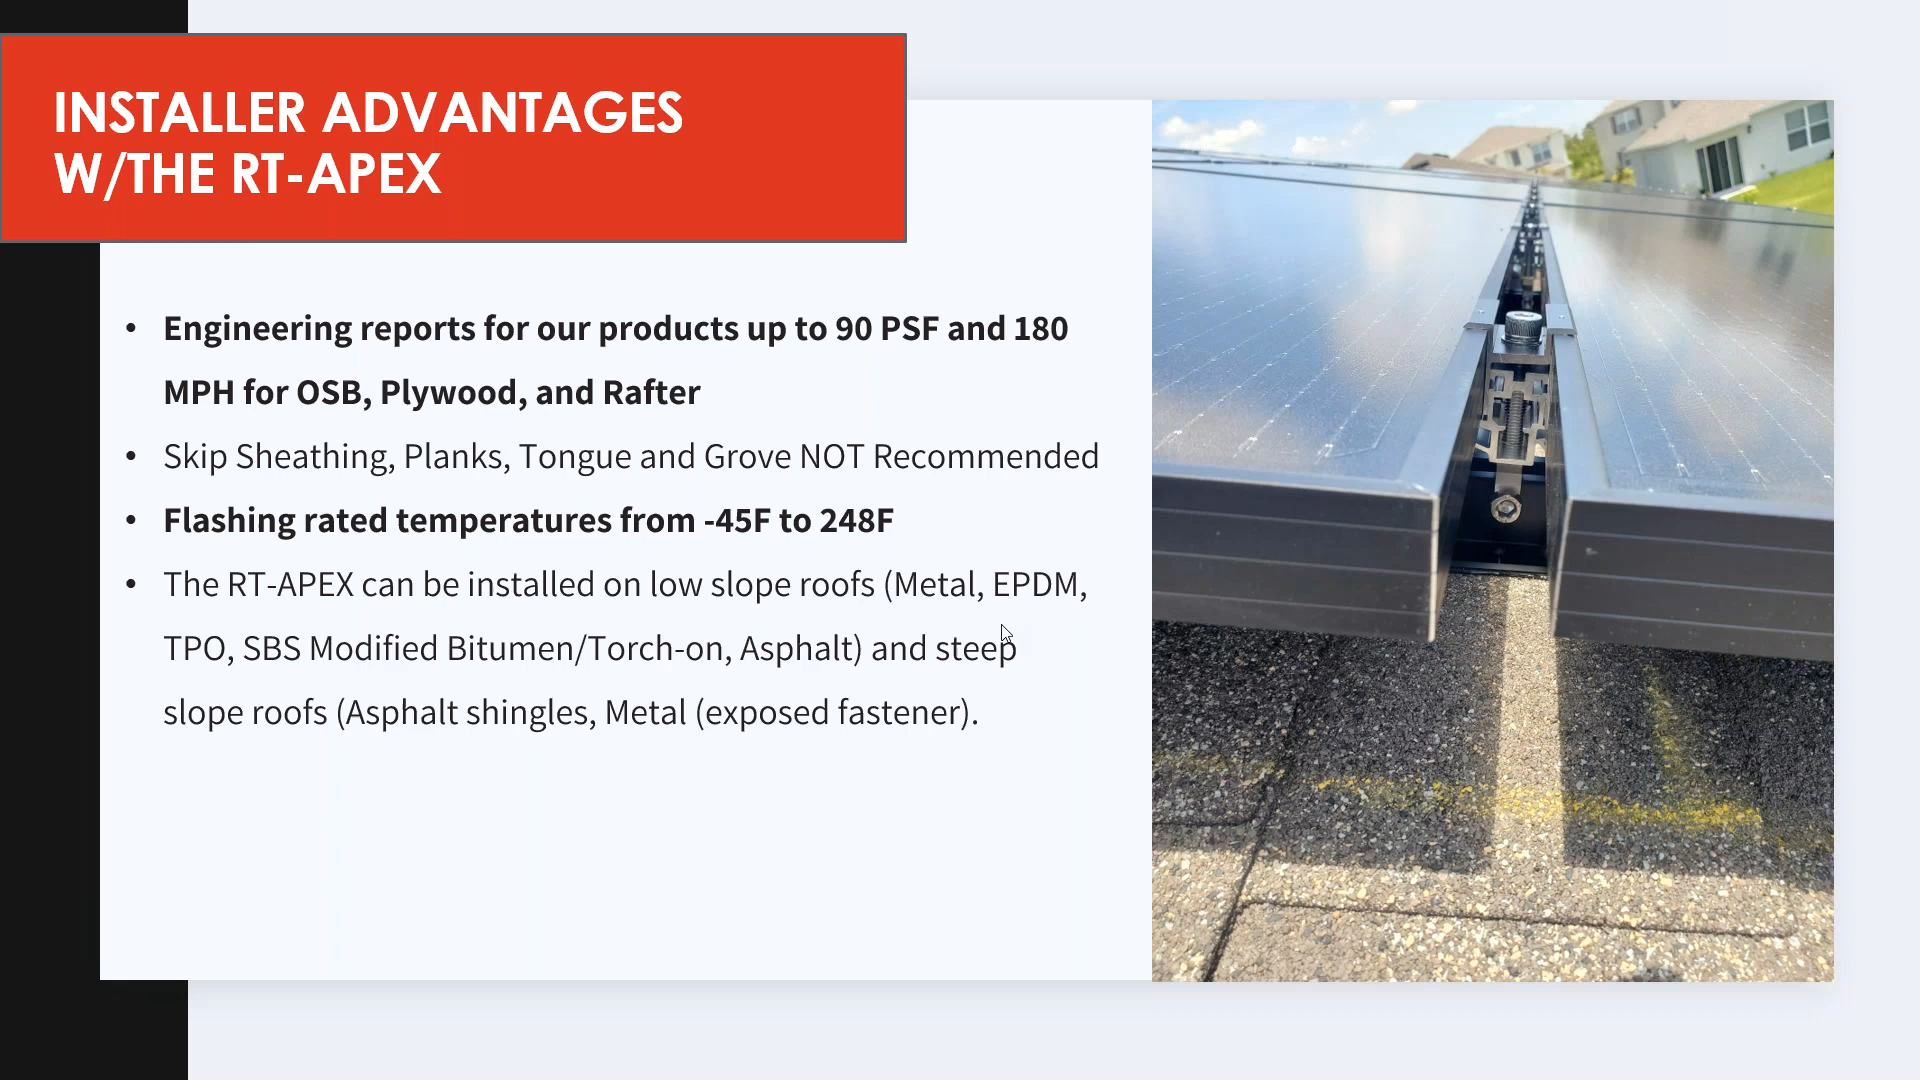 INSTALLER ADVANTAGES
W/THE RT-APEX
• Engineering reports for our products up to 90 PSF and 180
MPH for OSB, Plywood, and Rafter
• Skip Sheathing, Planks, Tongue and Grove NOT Recommended
• Flashing rated temperatures from -45F to 248F
• The RT-APEX can be installed on low slope roofs (Metal, EPDM,
TPO, SBS Modified Bitumen/Torch-on, Asphalt) and steep
slope roofs (Asphalt shingles, Metal (exposed fastener).